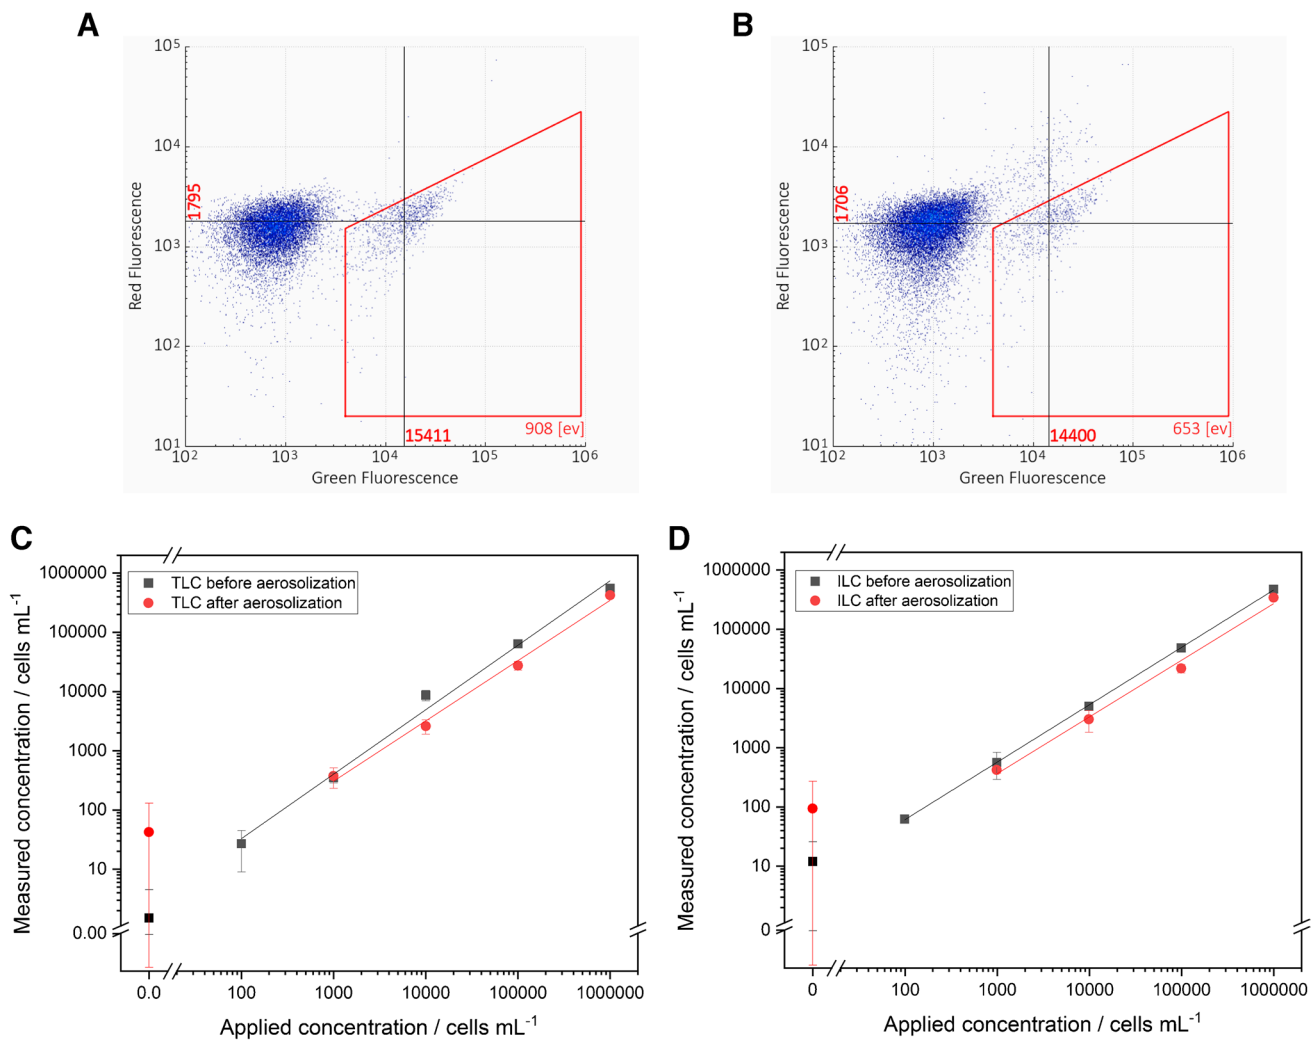 A
10⁵
10⁴
10³
10²
10¹
Red Fluorescence
1795
15411
908 [ev]
10² 10³ 10⁴ 10⁵ 10⁶
Green Fluorescence
B
10⁵
10⁴
10³
10²
10¹
Red Fluorescence
1706
14400
653 [ev]
10² 10³ 10⁴ 10⁵ 10⁶
Green Fluorescence
C
1000000
100000
10000
1000
100
10
0.00
Measured concentration / cells mL⁻¹
TLC before aerosolization
TLC after aerosolization
0.0 100 1000 10000 100000 1000000
Applied concentration / cells mL⁻¹
D
1000000
100000
10000
1000
100
10
0
Measured concentration / cells mL⁻¹
ILC before aerosolization
ILC after aerosolization
0 100 1000 10000 100000 1000000
Applied concentration / cells mL⁻¹